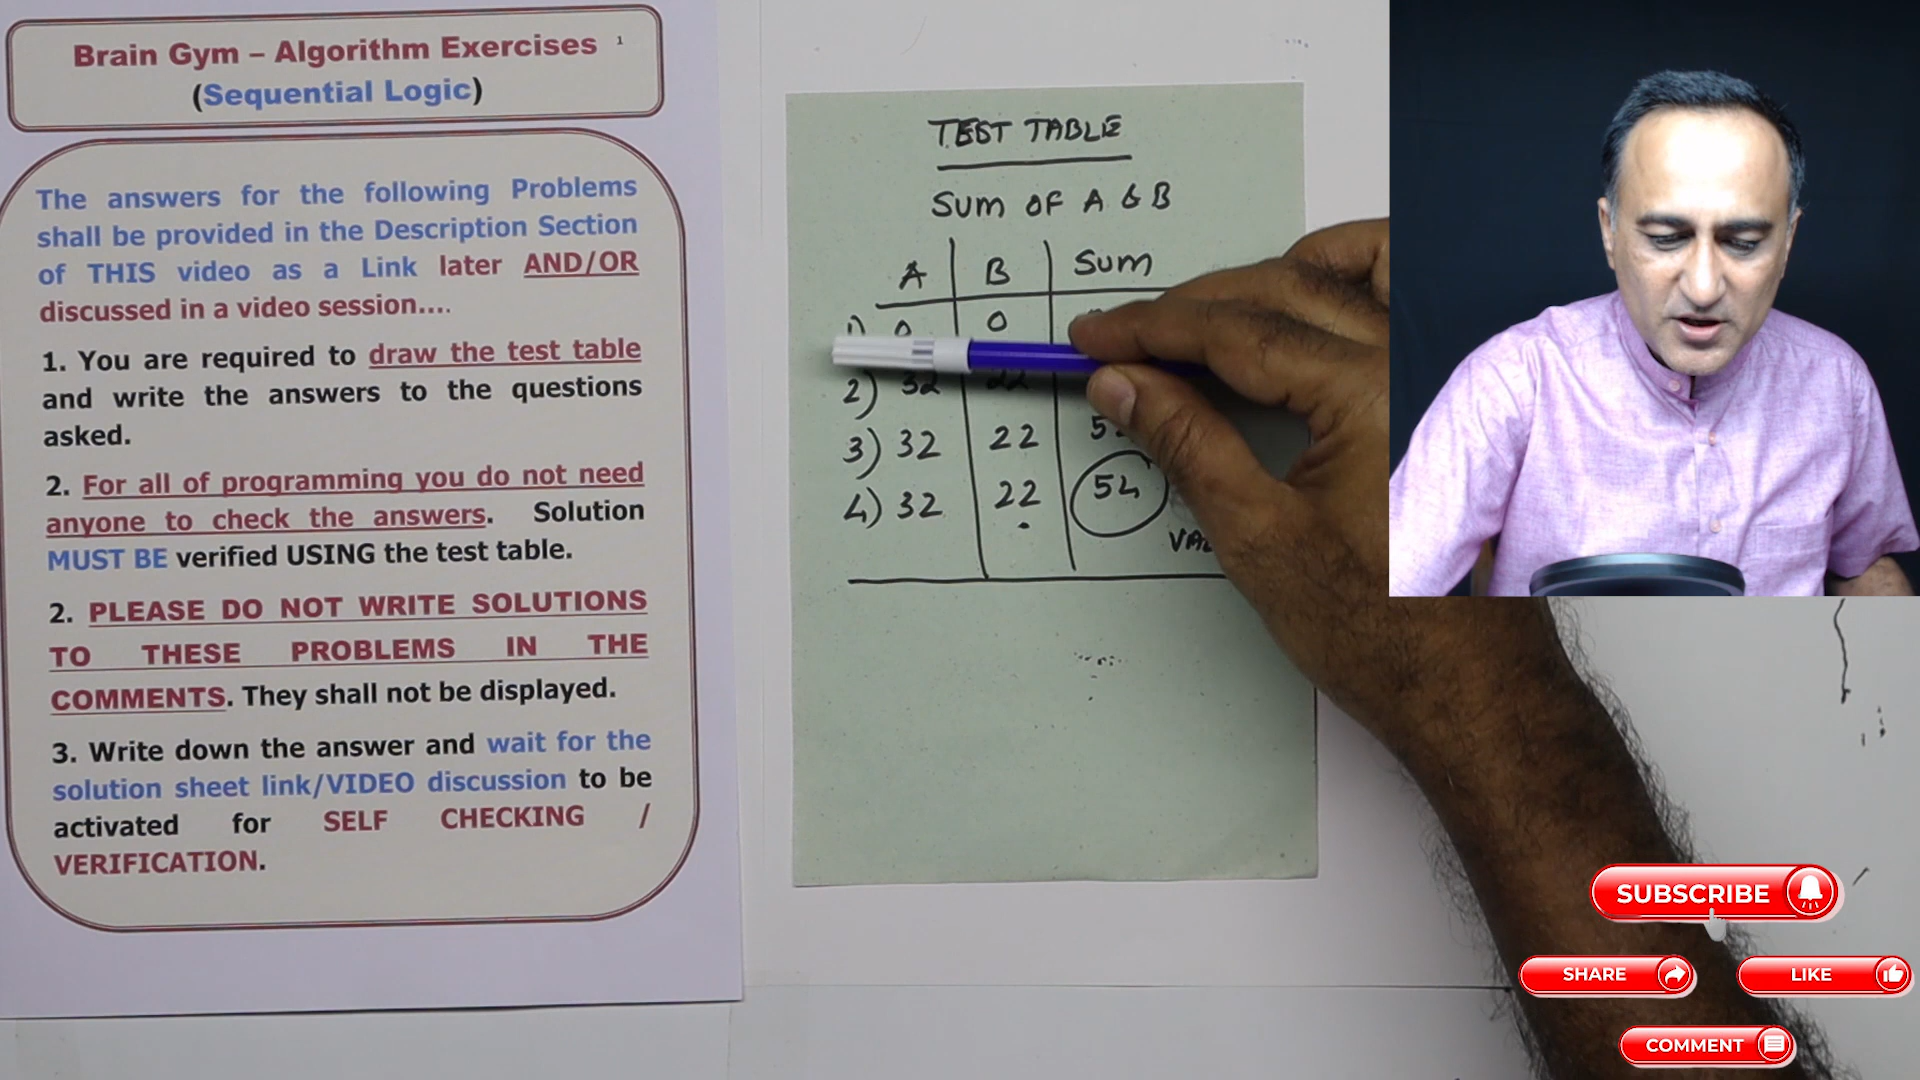 Brain Gym – Algorithm Exercises 1
(Sequential Logic)
The answers for the following Problems
shall be provided in the Description Section
of THIS video as a Link later AND/OR
discussed in a video session....
1. You are required to draw the test table
and write the answers to the questions
asked.
2. For all of programming you do not need
anyone to check the answers. Solution
MUST BE verified USING the test table.
2. PLEASE DO NOT WRITE SOLUTIONS
TO THESE PROBLEMS IN THE
COMMENTS. They shall not be displayed.
3. Write down the answer and wait for the
solution sheet link/VIDEO discussion to be
activated for SELF CHECKING /
VERIFICATION.
TEST TABLE
SUM OF A & B
A B SUM
1) 0 0
2) 32 22
3) 32 22
4) 32 22 54
SUBSCRIBE
SHARE
LIKE
COMMENT